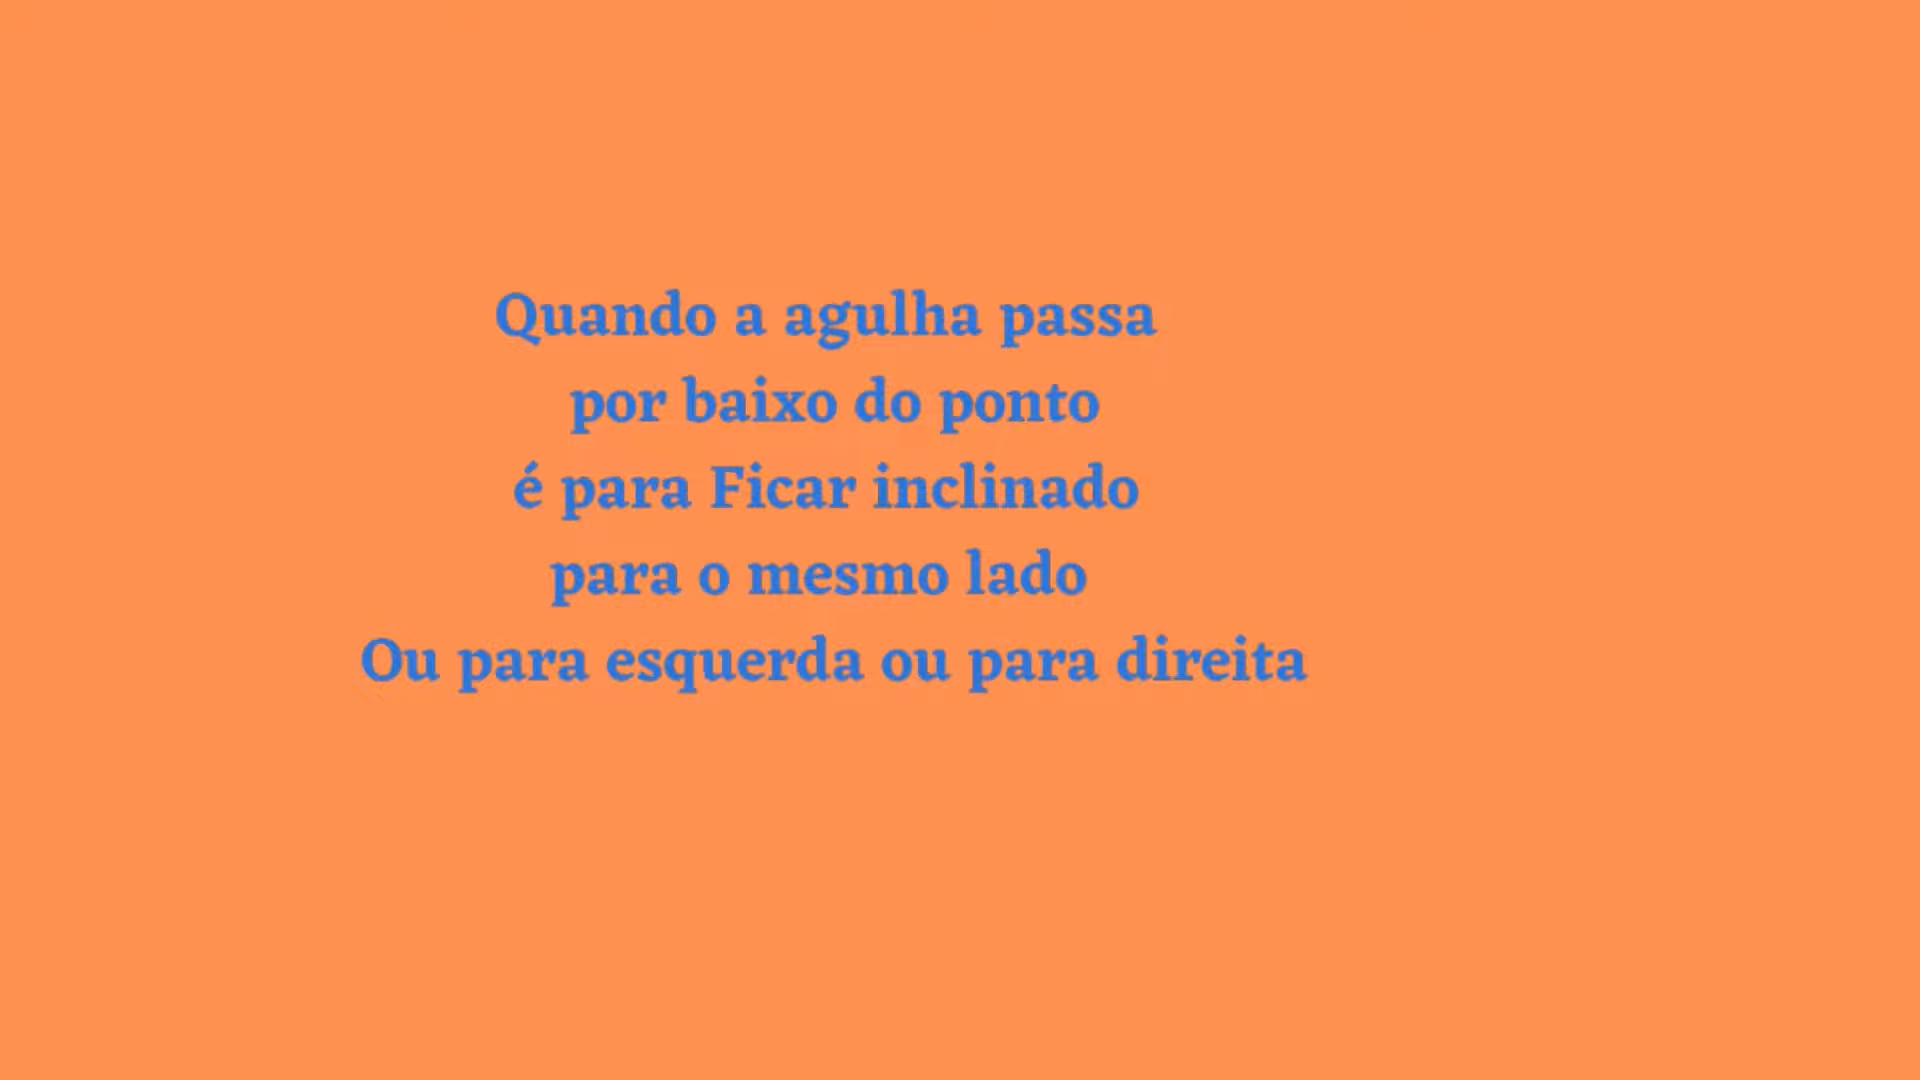 Quando a agulha passa
por baixo do ponto
é para Ficar inclinado
para o mesmo lado
Ou para esquerda ou para direita